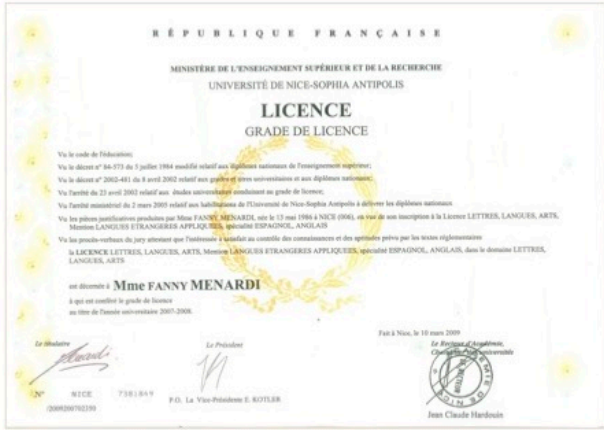 RÉPUBLIQUE FRANÇAISE
MINISTÈRE DE L'ENSEIGNEMENT SUPÉRIEUR ET DE LA RECHERCHE
UNIVERSITÉ DE NICE-SOPHIA ANTIPOLIS
LICENCE
GRADE DE LICENCE
Vu le code de l'éducation;
Vu le décret n° 84-573 du 5 juillet 1984 modifié relatif aux diplômes nationaux de l'enseignement supérieur;
Vu le décret n° 2002-481 du 8 avril 2002 relatif aux grades et titres universitaires et aux diplômes nationaux;
Vu l'arrêté du 23 avril 2002 relatif aux études universitaires conduisant au grade de licence;
Vu l'arrêté ministériel du 2 mars 2005 relatif aux habilitations de l'Université de Nice-Sophia Antipolis à délivrer les diplômes nationaux
Vu les pièces justificatives produites par Mme FANNY MENARDI, née le 13 mai 1986 à NICE (006), en vue de son inscription à la Licence LETTRES, LANGUES, ARTS,
Mention LANGUES ETRANGERES APPLIQUEES, spécialité ESPAGNOL, ANGLAIS
Vu les procès-verbaux du jury attestant que l'intéressée a satisfait au contrôle des connaissances et des aptitudes prévu par les textes réglementaires
la LICENCE LETTRES, LANGUES, ARTS, Mention LANGUES ETRANGERES APPLIQUEES, spécialité ESPAGNOL, ANGLAIS, dans le domaine LETTRES,
LANGUES, ARTS
est décernée à Mme FANNY MENARDI
à qui est conféré le grade de licence
au titre de l'année universitaire 2007-2008.
Fait à Nice, le 10 mars 2009
Le titulaire
Le Président
Le Recteur d'Académie,
Chancelier des universités
N° NICE 7381849
/2009200702350
P.O. La Vice-Présidente E. KOTLER
Jean Claude Hardouin